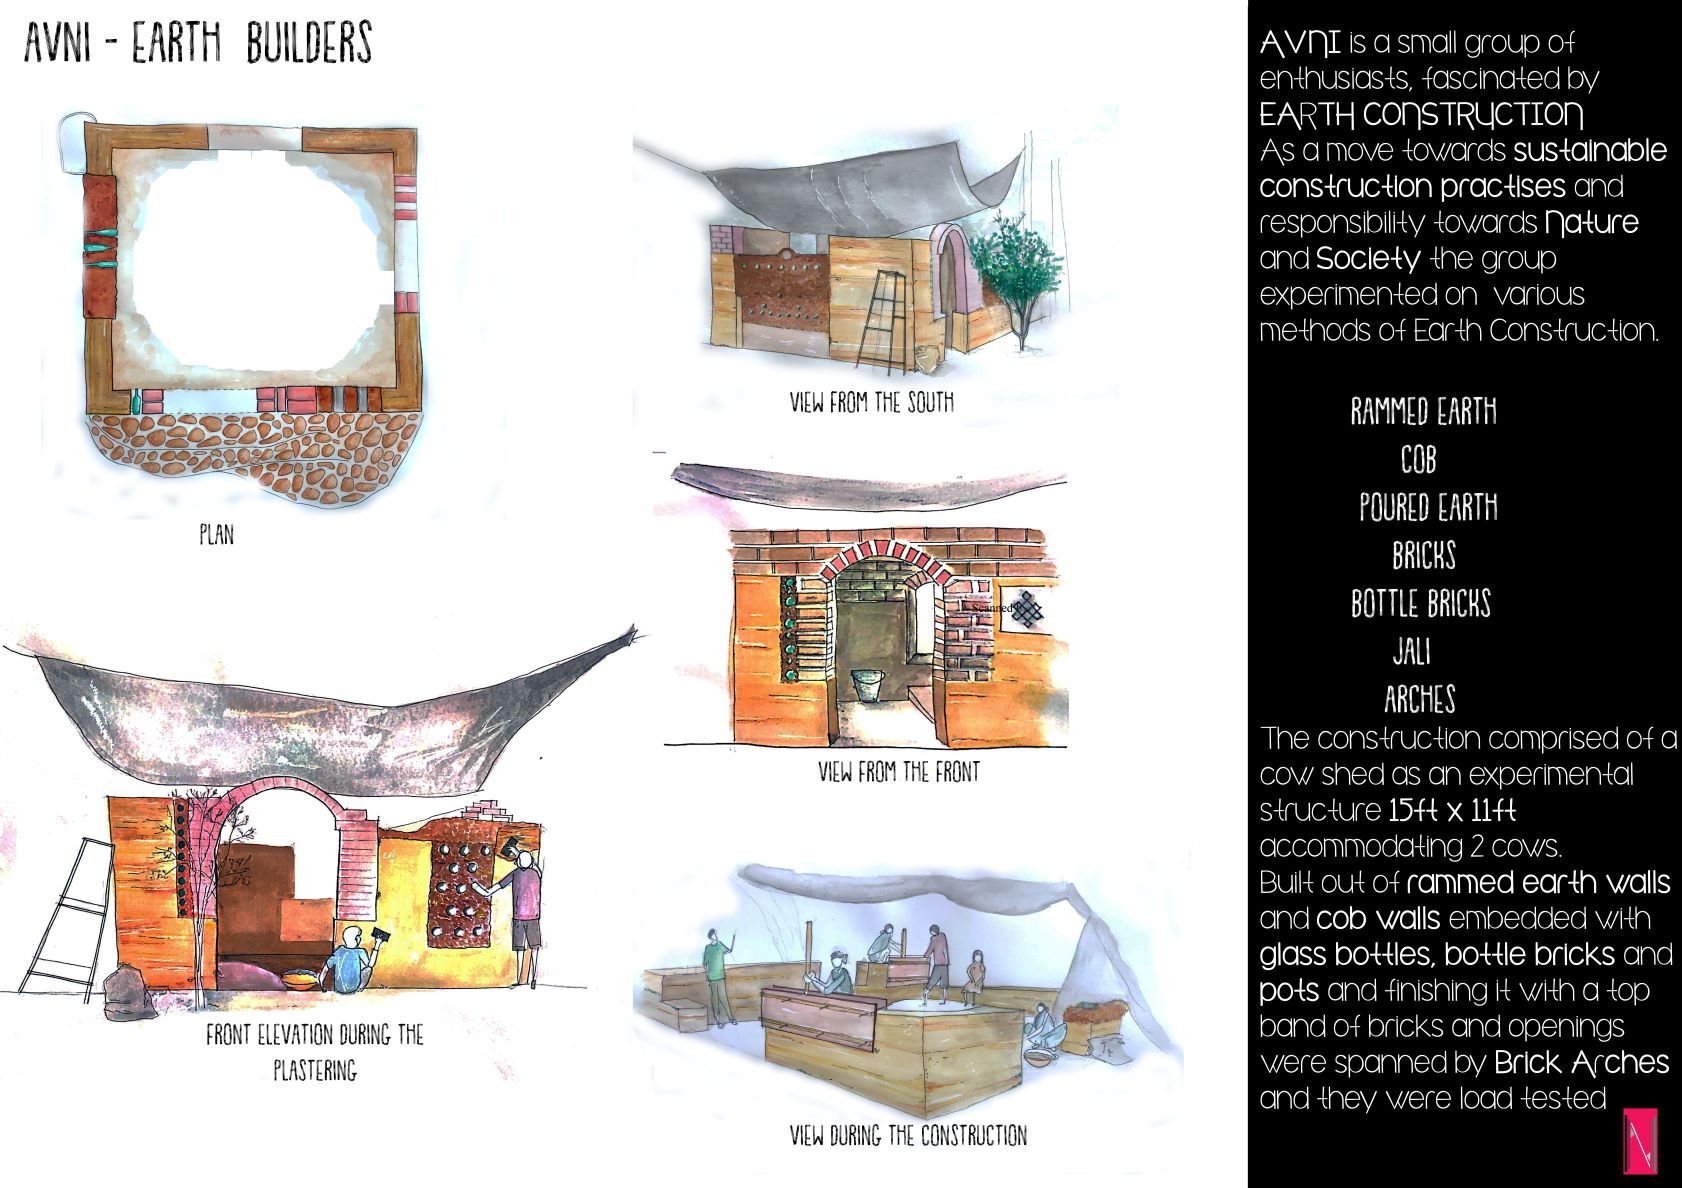 AVNI - EARTH BUILDERS
PLAN
VIEW FROM THE SOUTH
Scanned
VIEW FROM THE FRONT
FRONT ELEVATION DURING THE
PLASTERING
VIEW DURING THE CONSTRUCTION
AVNI is a small group of
enthusiasts, fascinated by
EARTH CONSTRUCTION
As a move towards sustainable
construction practises and
responsibility towards Nature
and Society the group
experimented on various
methods of Earth Construction.
RAMMED EARTH
COB
POURED EARTH
BRICKS
BOTTLE BRICKS
JALI
ARCHES
The construction comprised of a
cow shed as an experimental
structure 15ft x 11ft
accommodating 2 cows.
Built out of rammed earth walls
and cob walls embedded with
glass bottles, bottle bricks and
pots and finishing it with a top
band of bricks and openings
were spanned by Brick Arches
and they were load tested